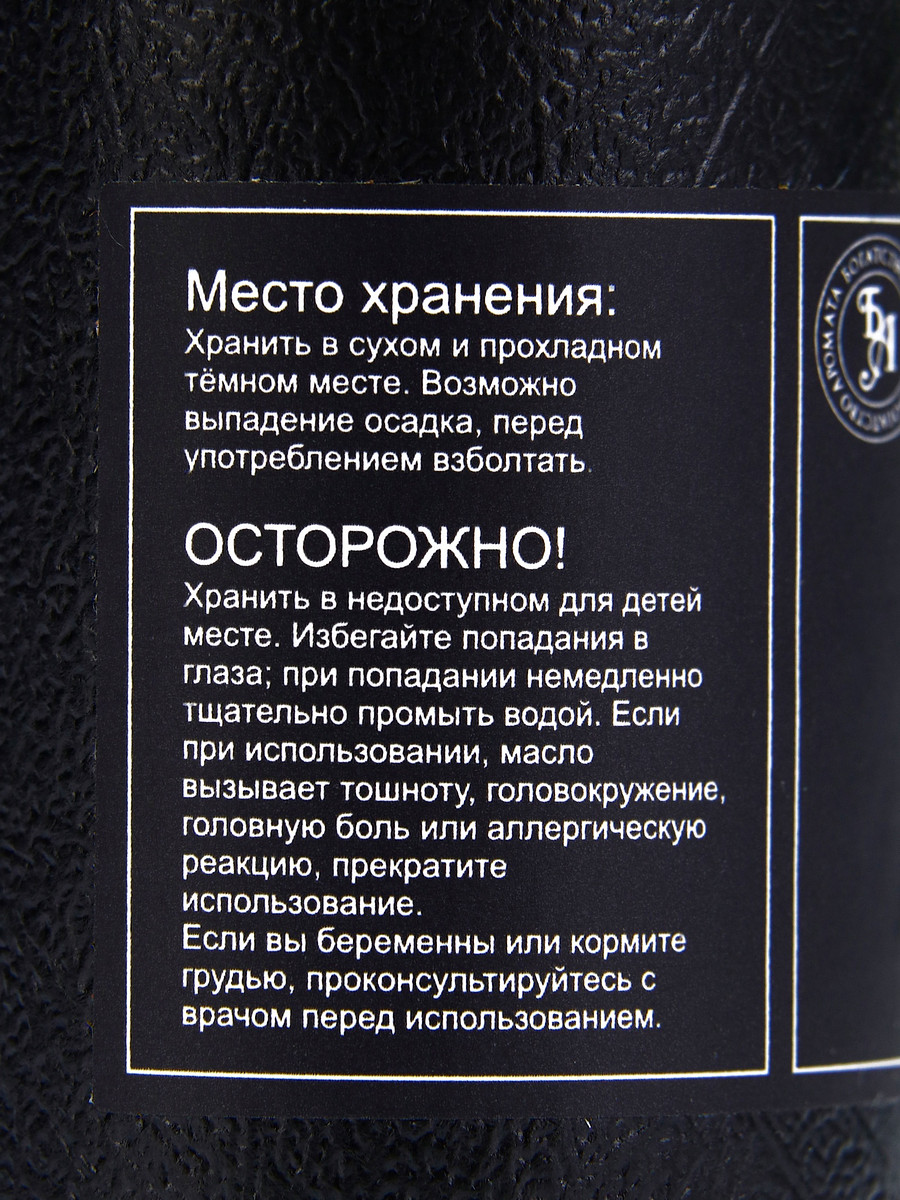 Место хранения:
Хранить в сухом и прохладном
тёмном месте. Возможно
выпадение осадка, перед
употреблением взболтать.
ОСТОРОЖНО!
Хранить в недоступном для детей
месте. Избегайте попадания в
глаза; при попадании немедленно
тщательно промыть водой. Если
при использовании, масло
вызывает тошноту, головокружение,
головную боль или аллергическую
реакцию, прекратите
использование.
Если вы беременны или кормите
грудью, проконсультируйтесь с
врачом перед использованием.
БА
АРОМАТА